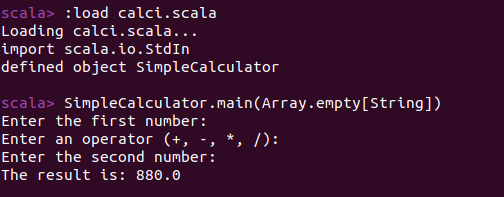 scala> :load calci.scala
Loading calci.scala...
import scala.io.StdIn
defined object SimpleCalculator
scala> SimpleCalculator.main(Array.empty[String])
Enter the first number:
Enter an operator (+, -, *, /):
Enter the second number:
The result is: 880.0